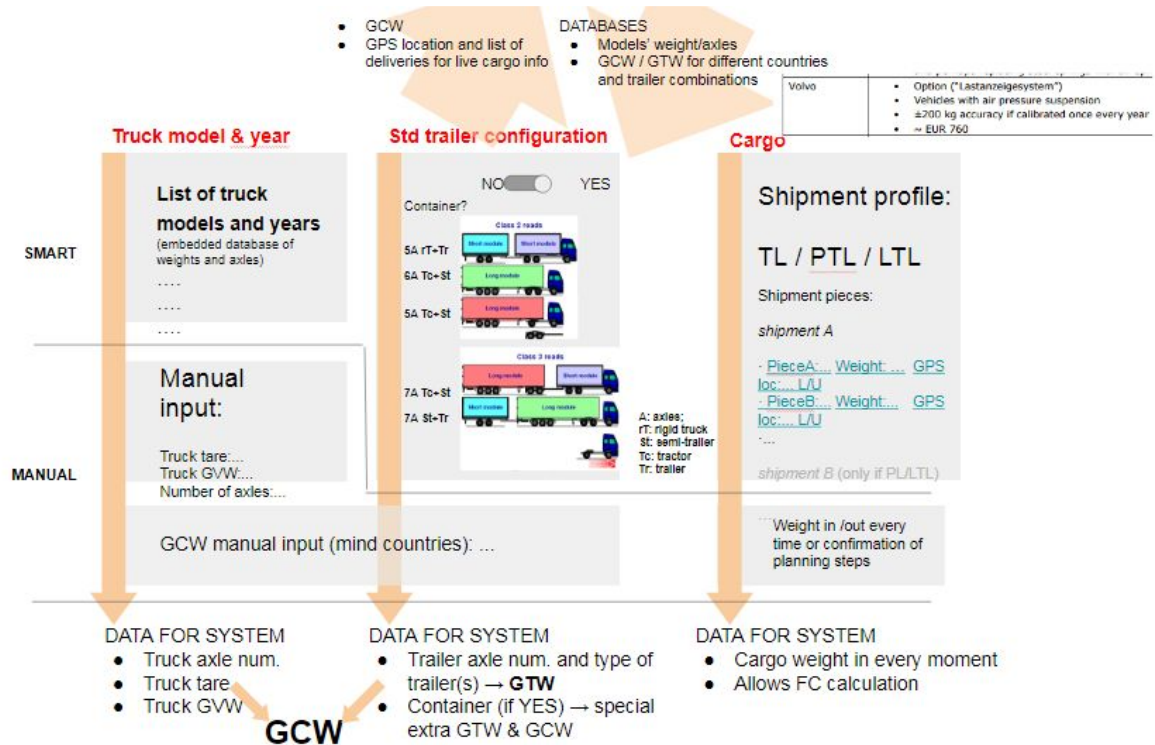 ● GCW
● GPS location and list of
deliveries for live cargo info
DATABASES
● Models' weight/axles
● GCW / GTW for different countries
and trailer combinations
Volvo
• Option ("Lastanzeigesystem")
• Vehicles with air pressure suspension
• ±200 kg accuracy if calibrated once every year
• ~ EUR 760
Truck model & year
Std trailer configuration
Cargo
SMART
List of truck
models and years
(embedded database of
weights and axles)
....
....
....
NO YES
Container?
Class 2 reads
5A rT+Tr
Short module Short module
6A Tc+St
Long module
5A Tc+St
Long module
Class 3 reads
7A Tc+St
Long module Short module
7A St+Tr
Short module Long module
A: axles;
rT: rigid truck
St: semi-trailer
Tc: tractor
Tr: trailer
Shipment profile:
TL / PTL / LTL
Shipment pieces:
shipment A
· PieceA:... Weight: ... GPS
loc:... L/U
· PieceB:... Weight:... GPS
loc:... L/U
·...
shipment B (only if PL/LTL)
MANUAL
Manual
input:
Truck tare:...
Truck GVW:...
Number of axles:...
GCW manual input (mind countries): ...
....
Weight in /out every
time or confirmation of
planning steps
DATA FOR SYSTEM
● Truck axle num.
● Truck tare
● Truck GVW
GCW
DATA FOR SYSTEM
● Trailer axle num. and type of
trailer(s) → GTW
● Container (if YES) → special
extra GTW & GCW
DATA FOR SYSTEM
● Cargo weight in every moment
● Allows FC calculation